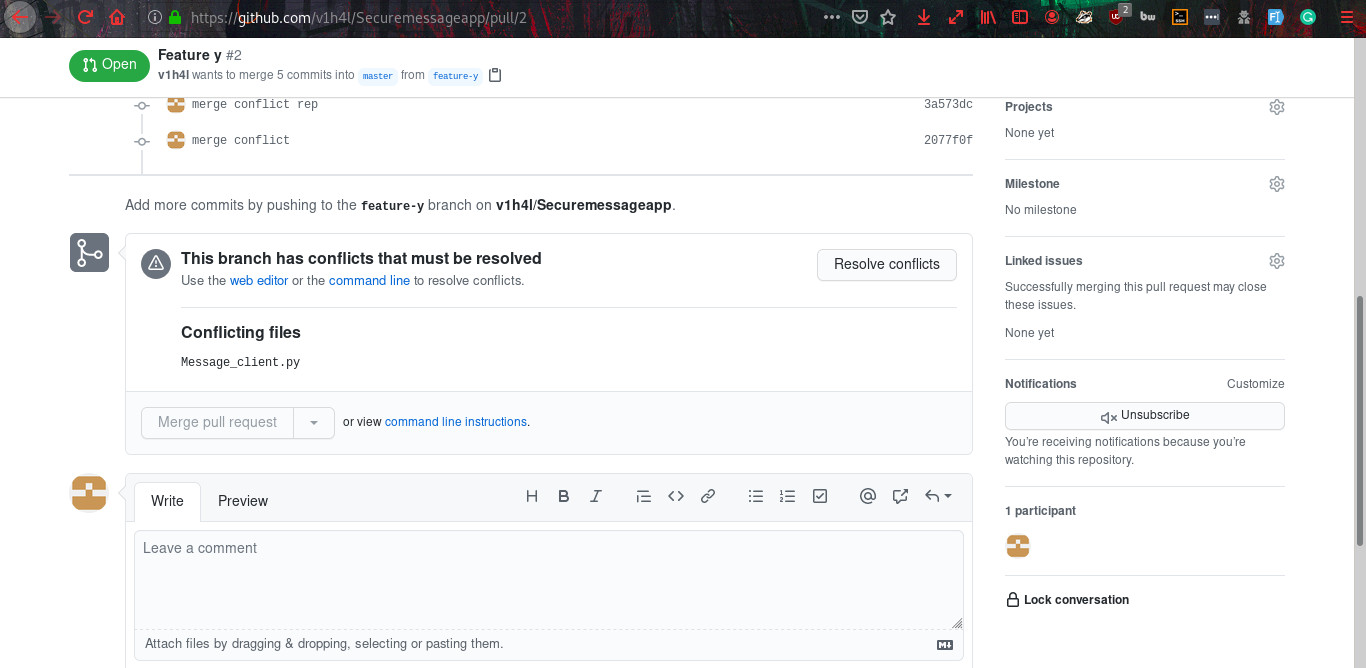 https://github.com/v1h4l/Securemessageapp/pull/2
2
Open
Feature y #2
v1h4l wants to merge 5 commits into master from feature-y
merge conflict rep 3a573dc
merge conflict 2077f0f
Add more commits by pushing to the feature-y branch on v1h4l/Securemessageapp.
This branch has conflicts that must be resolved
Use the web editor or the command line to resolve conflicts.
Resolve conflicts
Conflicting files
Message_client.py
Merge pull request
or view command line instructions.
Write Preview
Leave a comment
Attach files by dragging & dropping, selecting or pasting them.
Projects
None yet
Milestone
No milestone
Linked issues
Successfully merging this pull request may close
these issues.
None yet
Notifications Customize
Unsubscribe
You're receiving notifications because you're
watching this repository.
1 participant
Lock conversation